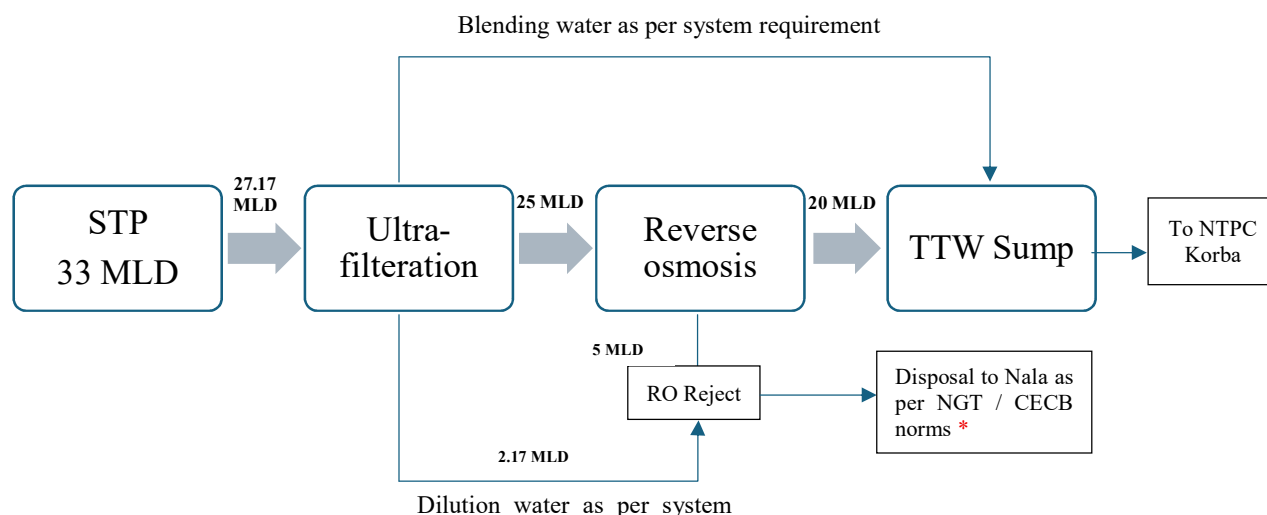 Blending water as per system requirement
27.17
MLD
STP
33 MLD
Ultra-
filteration
25 MLD
Reverse
osmosis
20 MLD
TTW Sump
To NTPC
Korba
5 MLD
RO Reject
Disposal to Nala as
per NGT / CECB
norms *
2.17 MLD
Dilution water as per system